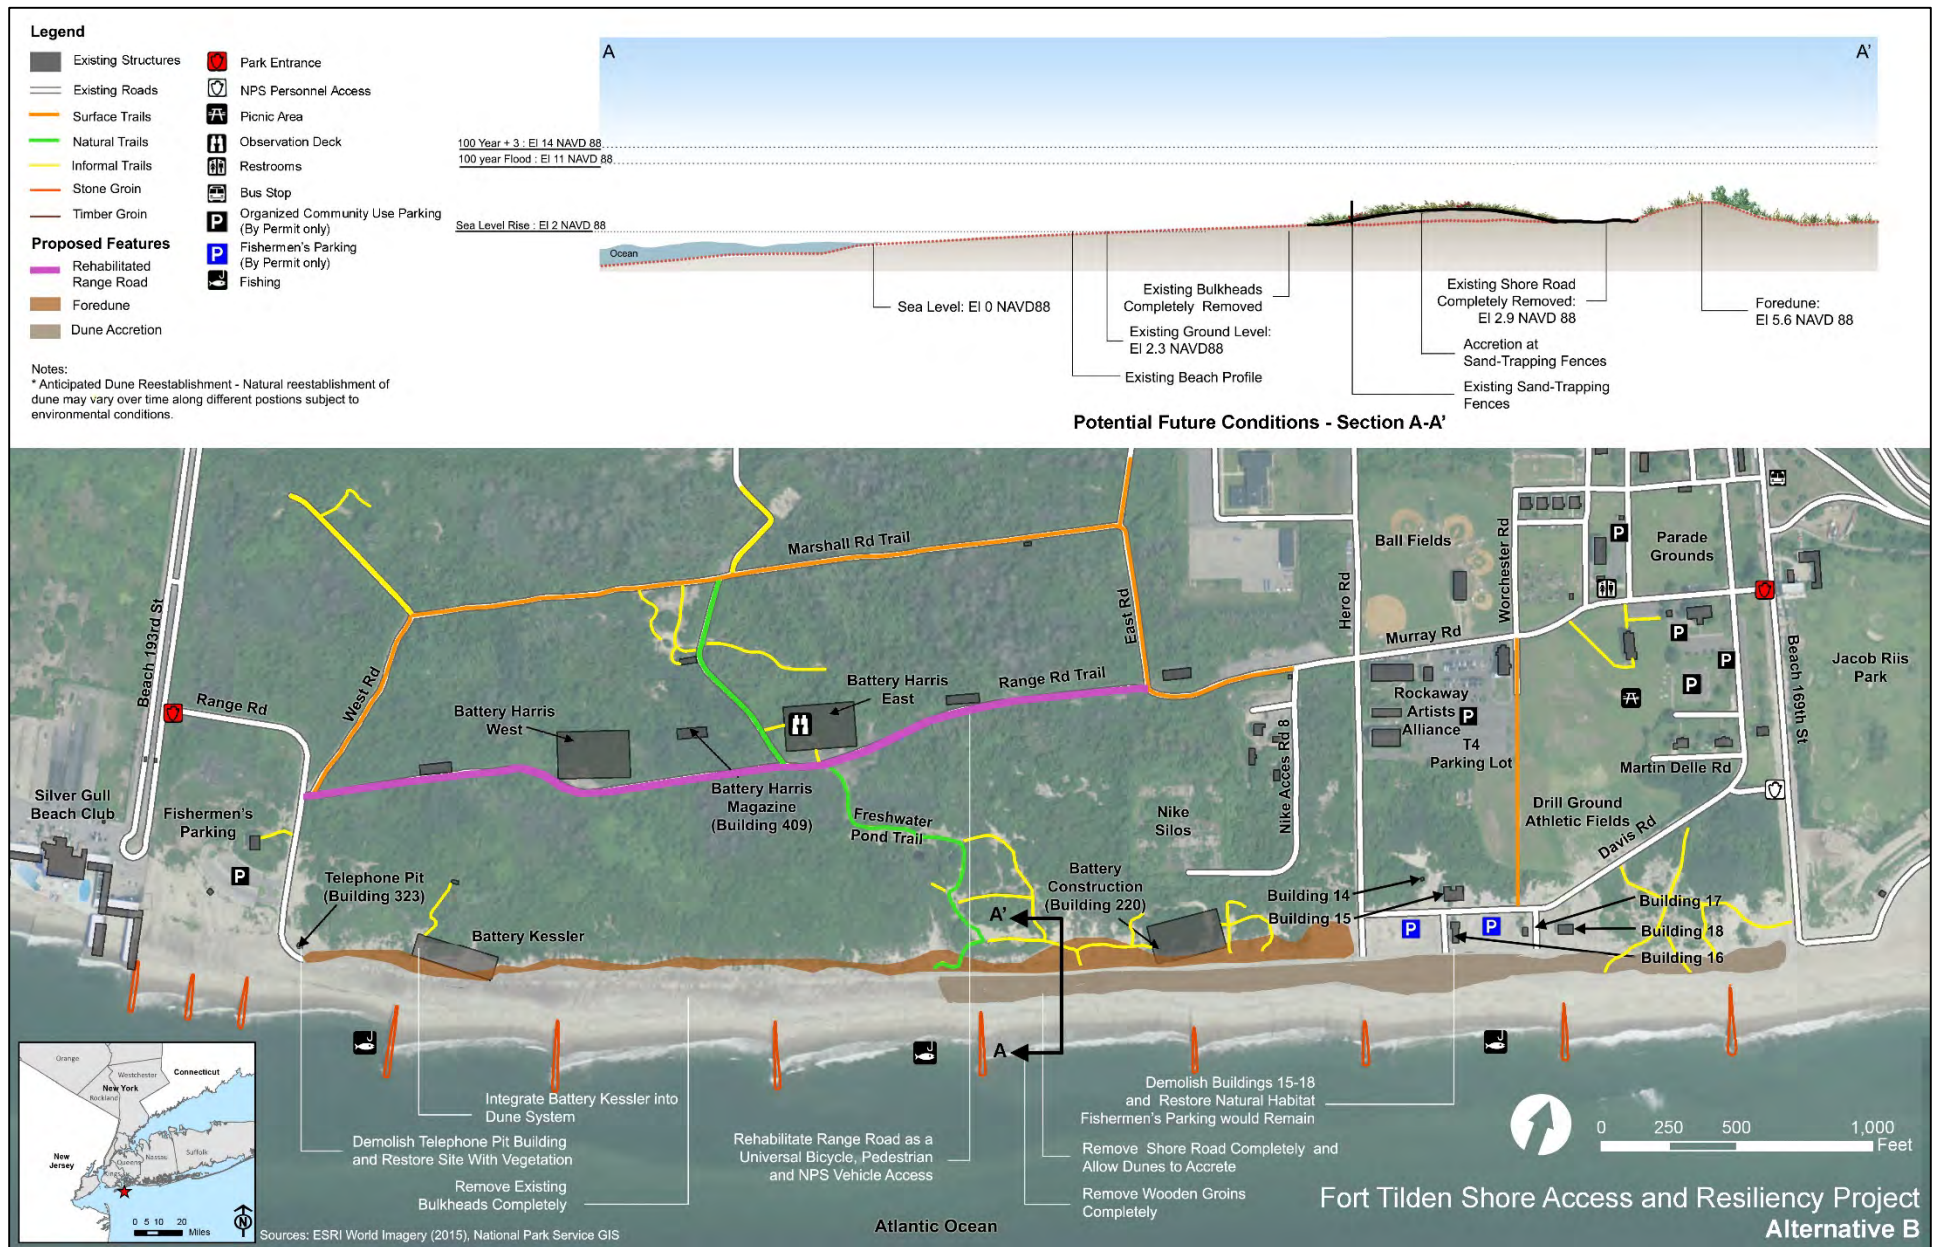 Legend
Existing Structures
Existing Roads
Surface Trails
Natural Trails
Informal Trails
Stone Groin
Timber Groin
Proposed Features
Rehabilitated
Range Road
Foredune
Dune Accretion
Park Entrance
NPS Personnel Access
Picnic Area
Observation Deck
Restrooms
Bus Stop
P
Organized Community Use Parking
(By Permit only)
P
Fishermen's Parking
(By Permit only)
Fishing
Notes:
* Anticipated Dune Reestablishment - Natural reestablishment of
dune may vary over time along different postions subject to
environmental conditions.
A
A'
100 Year + 3 : El 14 NAVD 88
100 year Flood : El 11 NAVD 88
Sea Level Rise : El 2 NAVD 88
Ocean
Sea Level: El 0 NAVD88
Existing Bulkheads
Completely Removed
Existing Ground Level:
El 2.3 NAVD88
Existing Beach Profile
Existing Shore Road
Completely Removed:
El 2.9 NAVD 88
Accretion at
Sand-Trapping Fences
Existing Sand-Trapping
Fences
Foredune:
El 5.6 NAVD 88
Potential Future Conditions - Section A-A'
Beach 193rd St
Range Rd
West Rd
Marshall Rd Trail
East Rd
Range Rd Trail
Hero Rd
Ball Fields
Worchester Rd
Parade
Grounds
P
Murray Rd
Beach 169th St
Jacob Riis
Park
P
P
P
Battery Harris
East
Battery Harris
West
Battery Harris
Magazine
(Building 409)
Rockaway
Artists
Alliance
P
T4
Parking Lot
Martin Delle Rd
Nike Acces Rd 8
Nike
Silos
Drill Ground
Athletic Fields
Davis Rd
Silver Gull
Beach Club
Fishermen's
Parking
P
Freshwater
Pond Trail
Telephone Pit
(Building 323)
Battery Kessler
Battery
Construction
(Building 220)
A'
A
Building 14
Building 15
P
P
Building 17
Building 18
Building 16
Integrate Battery Kessler into
Dune System
Demolish Telephone Pit Building
and Restore Site With Vegetation
Remove Existing
Bulkheads Completely
Rehabilitate Range Road as a
Universal Bicycle, Pedestrian
and NPS Vehicle Access
Demolish Buildings 15-18
and Restore Natural Habitat
Fishermen's Parking would Remain
Remove Shore Road Completely and
Allow Dunes to Accrete
Remove Wooden Groins
Completely
Atlantic Ocean
0 250 500 1,000
Feet
Fort Tilden Shore Access and Resiliency Project
Alternative B
Orange
Westchester
Connecticut
New York
Rockland
New
Jersey
Queens
Nassau
Suffolk
Kings
0 5 10 20
Miles
N
Sources: ESRI World Imagery (2015), National Park Service GIS